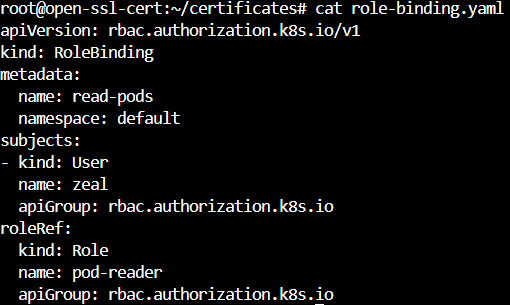 root@open-ssl-cert:~/certificates# cat role-binding.yaml
apiVersion: rbac.authorization.k8s.io/v1
kind: RoleBinding
metadata:
  name: read-pods
  namespace: default
subjects:
- kind: User
  name: zeal
  apiGroup: rbac.authorization.k8s.io
roleRef:
  kind: Role
  name: pod-reader
  apiGroup: rbac.authorization.k8s.io